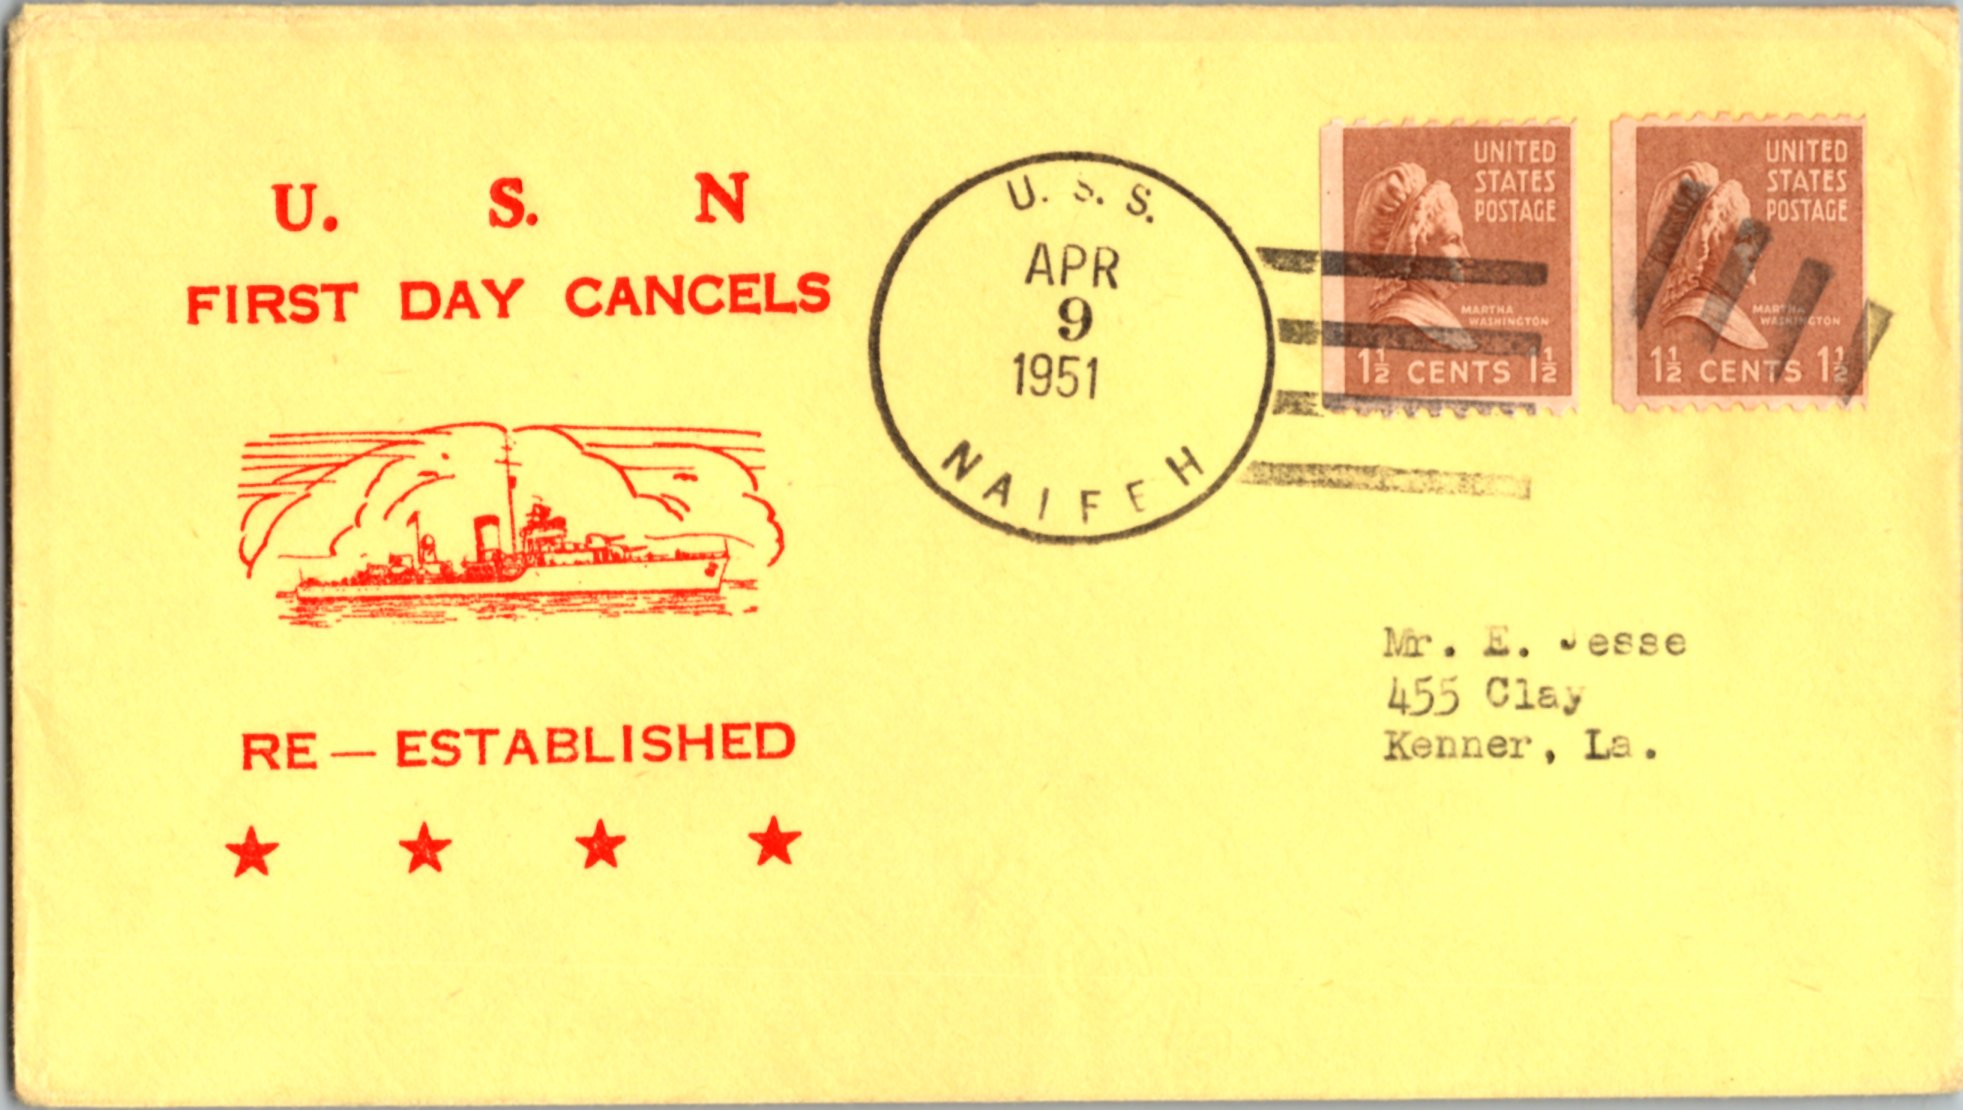 U. S. N
FIRST DAY CANCELS
RE — ESTABLISHED
U. S. S.
APR
9
1951
NAIFEH
UNITED
STATES
POSTAGE
MARTHA
WASHINGTON
1½ CENTS 1½
UNITED
STATES
POSTAGE
MARTHA
WASHINGTON
1½ CENTS 1½
Mr. E. Jesse
455 Clay
Kenner, La.